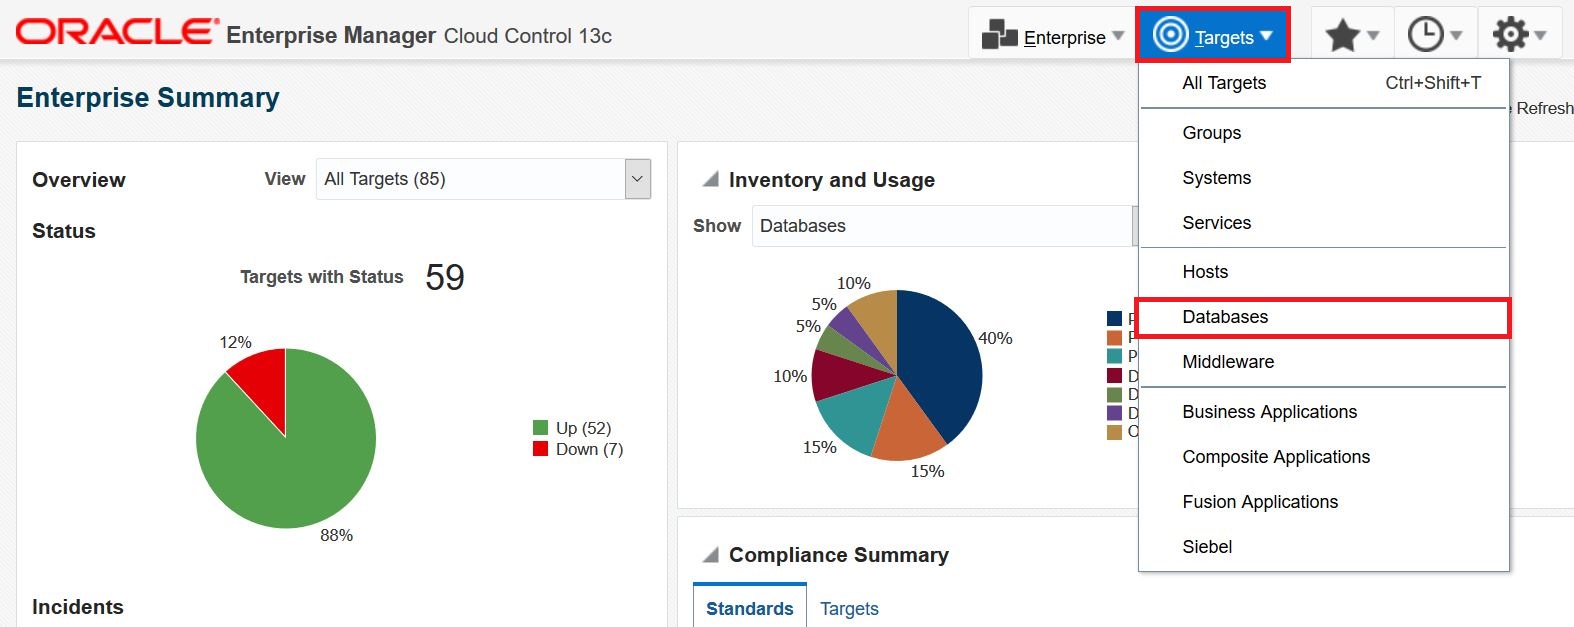 ORACLE Enterprise Manager Cloud Control 13c
Enterprise
Targets
Enterprise Summary
Refresh
All Targets Ctrl+Shift+T
Groups
Systems
Services
Hosts
Databases
Middleware
Business Applications
Composite Applications
Fusion Applications
Siebel
Overview
View All Targets (85)
Status
Targets with Status 59
12%
88%
Up (52)
Down (7)
Incidents
Inventory and Usage
Show Databases
10%
5%
5%
40%
10%
15%
15%
P
P
P
D
D
D
O
Compliance Summary
Standards Targets